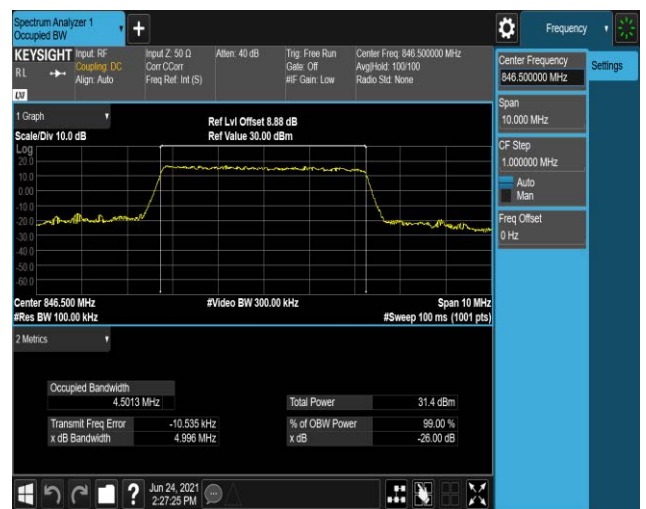 Spectrum Analyzer 1
Occupied BW
+
Frequency
KEYSIGHT
RL
LXI
Input: RF
Coupling: DC
Align: Auto
Input Z: 50 Ω
Corr CCorr
Freq Ref: Int (S)
Atten: 40 dB
Trig: Free Run
Gate: Off
#IF Gain: Low
Center Freq: 846.500000 MHz
Avg|Hold: 100/100
Radio Std: None
Center Frequency
846.500000 MHz
Settings
Span
10.000 MHz
CF Step
1.000000 MHz
Auto
Man
Freq Offset
0 Hz
1 Graph
Scale/Div 10.0 dB
Ref Lvl Offset 8.88 dB
Ref Value 30.00 dBm
Log
20.0
10.0
0.00
-10.0
-20.0
-30.0
-40.0
-50.0
-60.0
Center 846.500 MHz
#Video BW 300.00 kHz
Span 10 MHz
#Res BW 100.00 kHz
#Sweep 100 ms (1001 pts)
2 Metrics
Occupied Bandwidth
4.5013 MHz
Total Power 31.4 dBm
Transmit Freq Error -10.535 kHz
% of OBW Power 99.00 %
x dB Bandwidth 4.996 MHz
x dB -26.00 dB
?
Jun 24, 2021
2:27:25 PM